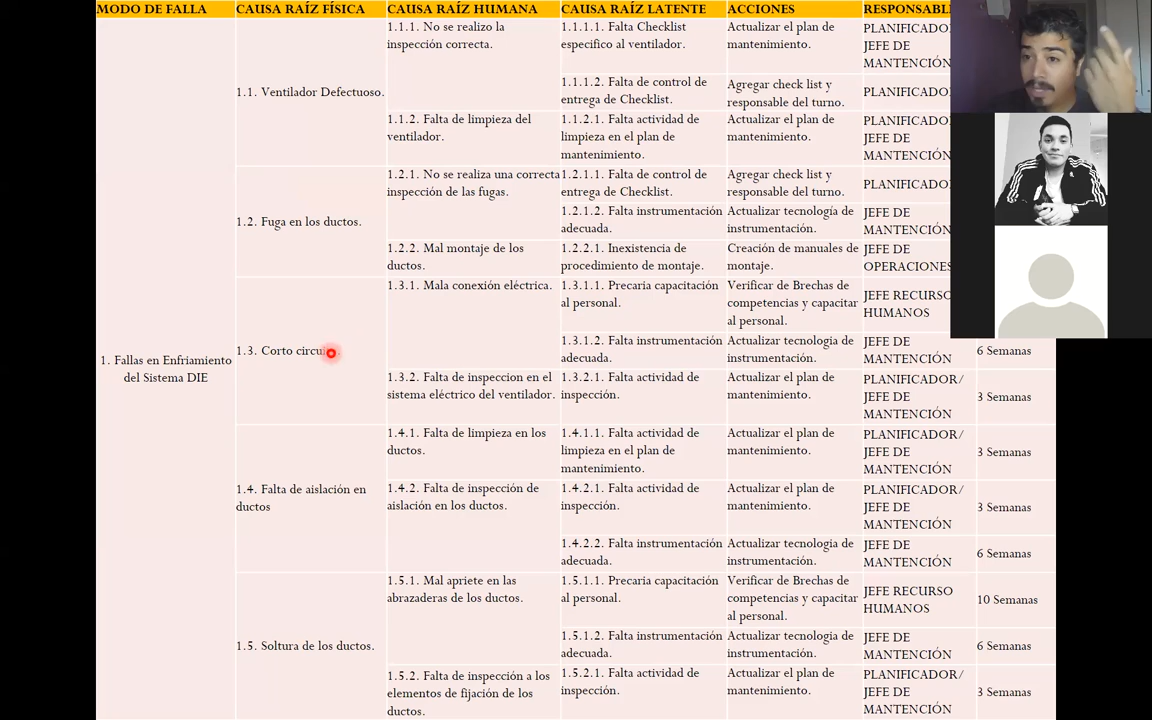 MODO DE FALLA CAUSA RAÍZ FÍSICA CAUSA RAÍZ HUMANA CAUSA RAÍZ LATENTE ACCIONES
1. Fallas en Enfriamiento
del Sistema DIE
1.1. Ventilador Defectuoso.
1.1.1. No se realizo la
inspección correcta.
1.1.1.1. Falta Checklist
especifico al ventilador.
Actualizar el plan de
mantenimiento.
JEFE DE
MANTENCIÓN
1.1.1.2. Falta de control de
entrega de Checklist.
Agregar check list y
responsable del turno.
1.1.2. Falta de limpieza del
ventilador.
1.1.2.1. Falta actividad de
limpieza en el plan de
mantenimiento.
Actualizar el plan de
mantenimiento.
JEFE DE
MANTENCIÓN
1.2. Fuga en los ductos.
1.2.1. No se realiza una correcta
inspección de las fugas.
1.2.1.1. Falta de control de
entrega de Checklist.
Agregar check list y
responsable del turno.
1.2.1.2. Falta instrumentación
adecuada.
Actualizar tecnología de
instrumentación.
JEFE DE
MANTENCIÓN
1.2.2. Mal montaje de los
ductos.
1.2.2.1. Inexistencia de
procedimiento de montaje.
Creación de manuales de
montaje.
JEFE DE
OPERACIONES
1.3. Corto
1.3.1. Mala conexión eléctrica.
1.3.1.1. Precaria capacitación
al personal.
Verificar de Brechas de
competencias y capacitar
al personal.
JEFE RECURSO
HUMANOS
1.3.1.2. Falta instrumentación
adecuada.
Actualizar tecnologia de
instrumentación.
JEFE DE
MANTENCIÓN
6 Semanas
1.3.2. Falta de inspeccion en el
sistema eléctrico del ventilador.
1.3.2.1. Falta actividad de
inspección.
Actualizar el plan de
mantenimiento.
PLANIFICADOR/
JEFE DE
MANTENCIÓN
3 Semanas
1.4. Falta de aislación en
ductos
1.4.1. Falta de limpieza en los
ductos.
1.4.1.1. Falta actividad de
limpieza en el plan de
mantenimiento.
Actualizar el plan de
mantenimiento.
PLANIFICADOR/
JEFE DE
MANTENCIÓN
3 Semanas
1.4.2. Falta de inspección de
aislación en los ductos.
1.4.2.1. Falta actividad de
inspección.
Actualizar el plan de
mantenimiento.
PLANIFICADOR/
JEFE DE
MANTENCIÓN
3 Semanas
1.4.2.2. Falta instrumentación
adecuada.
Actualizar tecnologia de
instrumentación.
JEFE DE
MANTENCIÓN
6 Semanas
1.5. Soltura de los ductos.
1.5.1. Mal apriete en las
abrazaderas de los ductos.
1.5.1.1. Precaria capacitación
al personal.
Verificar de Brechas de
competencias y capacitar
al personal.
JEFE RECURSO
HUMANOS
10 Semanas
1.5.1.2. Falta instrumentación
adecuada.
Actualizar tecnologia de
instrumentación.
JEFE DE
MANTENCIÓN
6 Semanas
1.5.2. Falta de inspección a los
elementos de fijación de los
ductos.
1.5.2.1. Falta actividad de
inspección.
Actualizar el plan de
mantenimiento.
PLANIFICADOR/
JEFE DE
MANTENCIÓN
3 Semanas